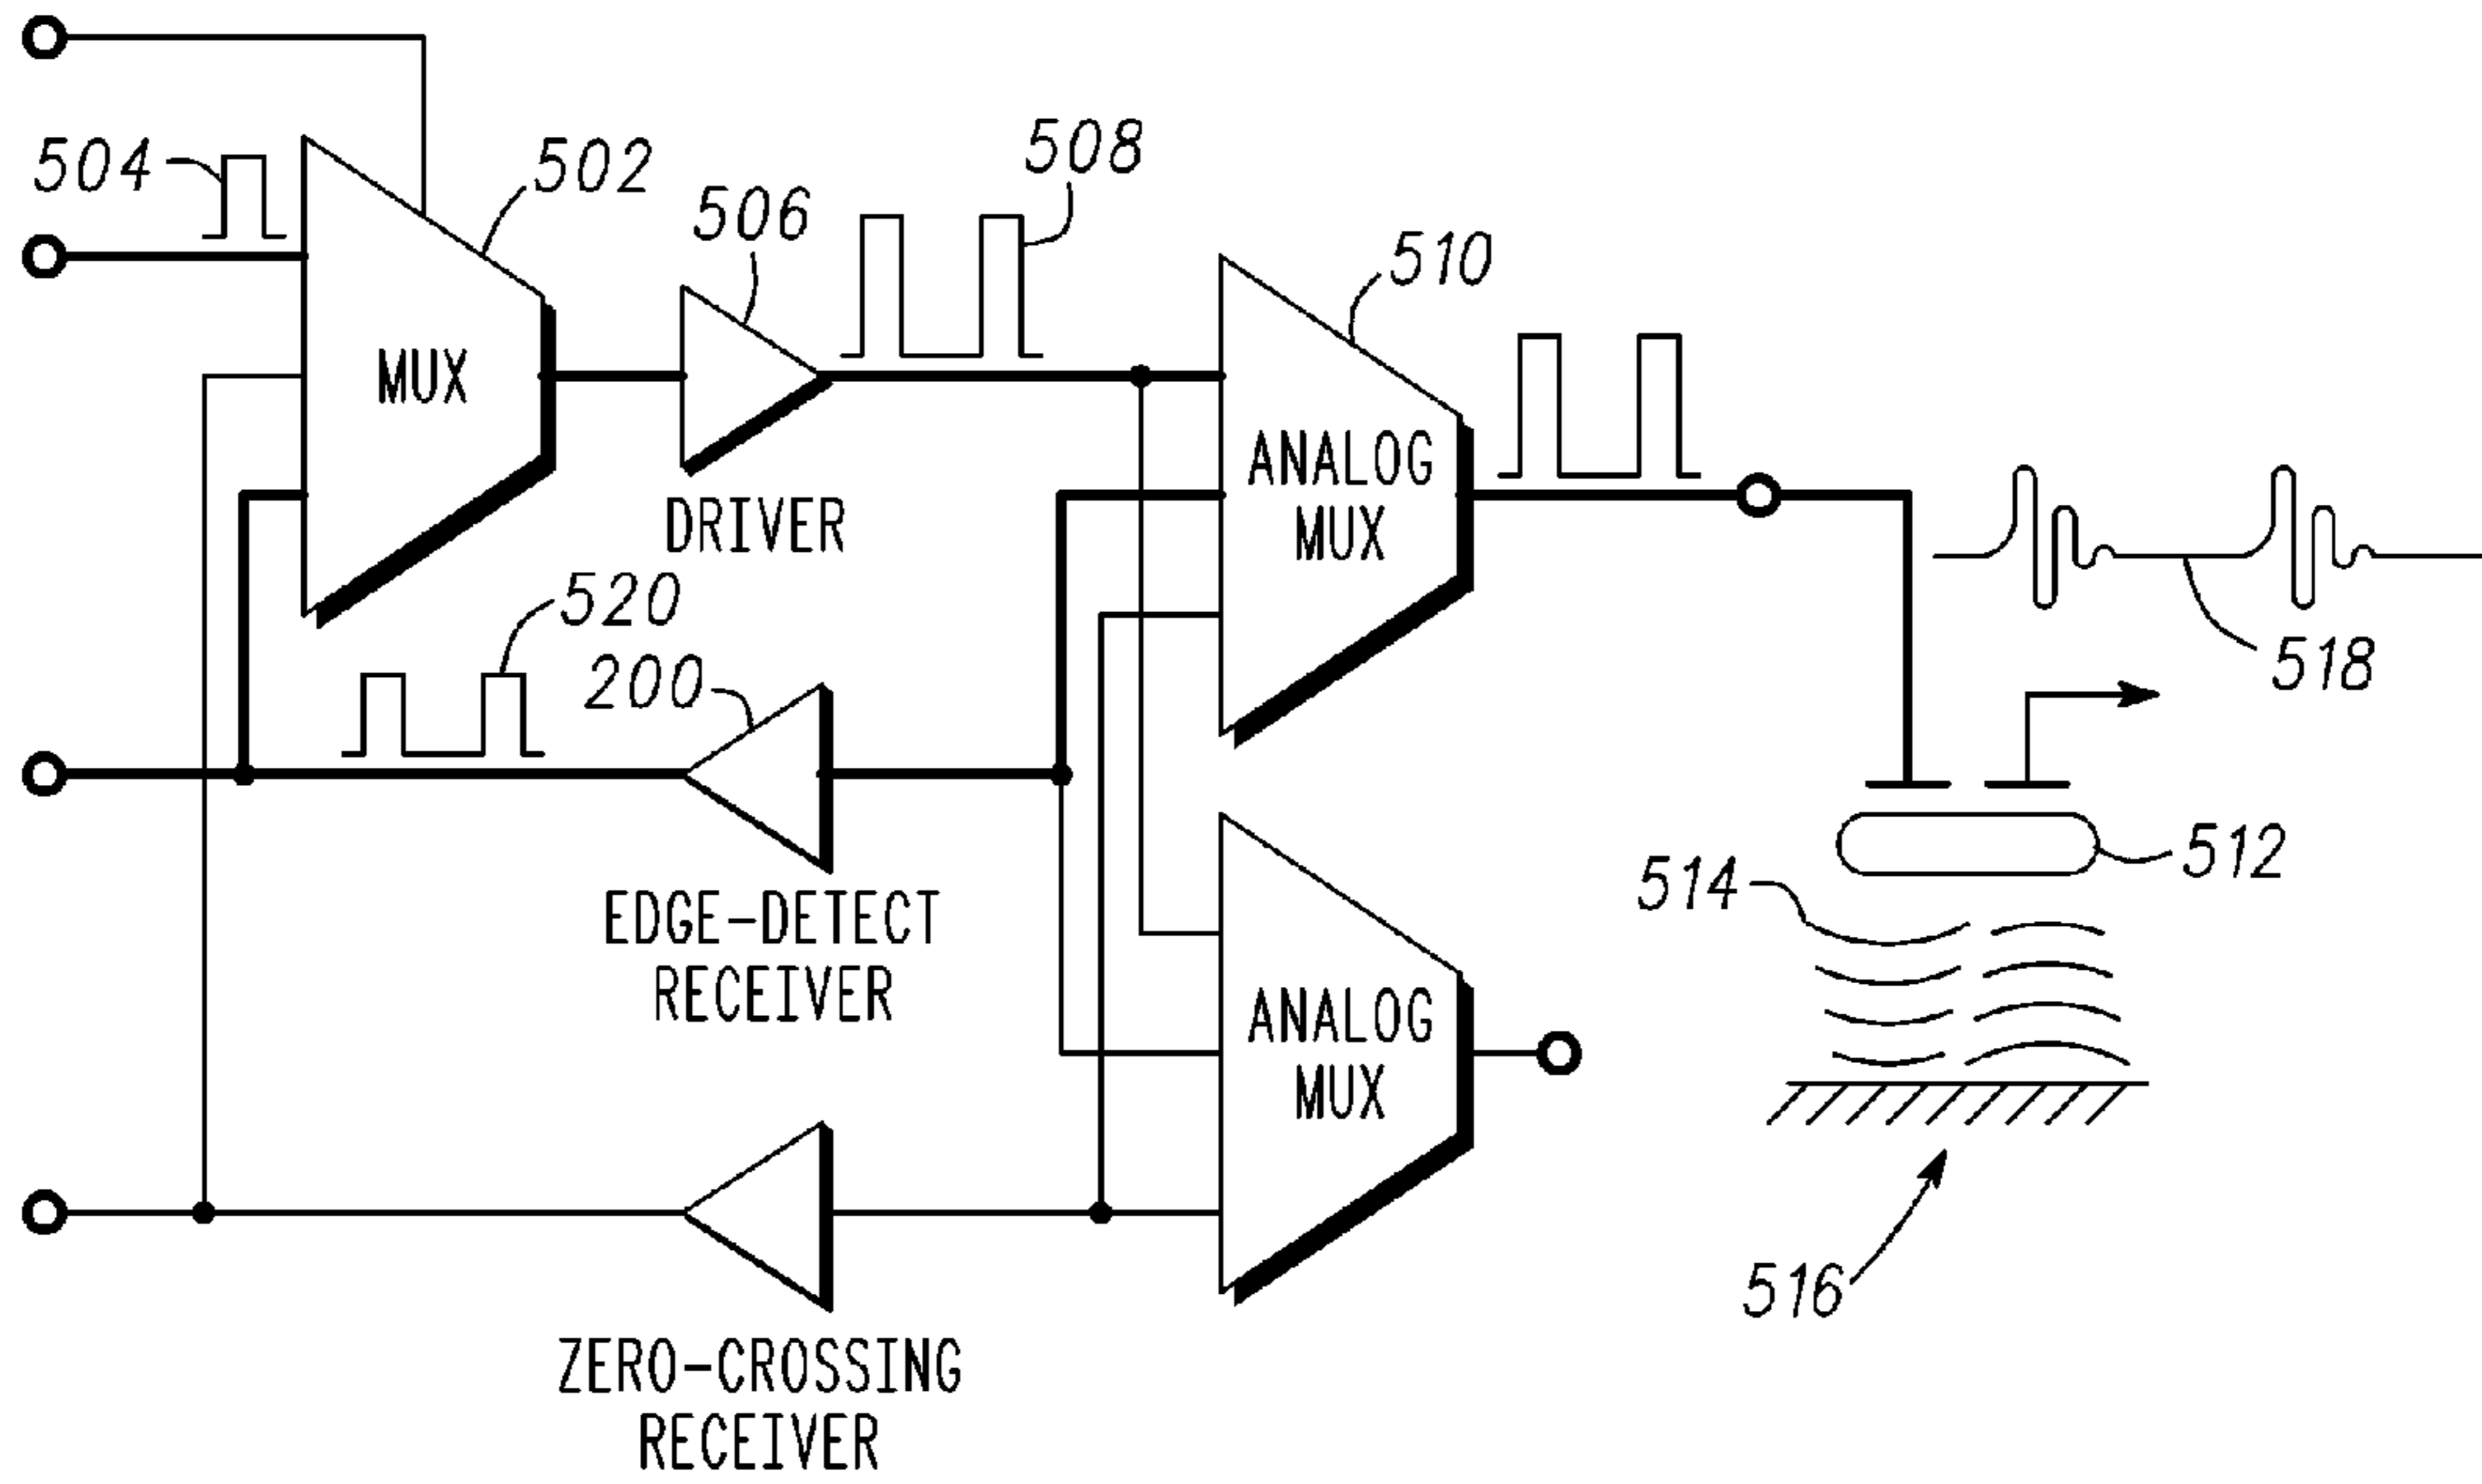 504
502
506
508
510
MUX
DRIVER
ANALOG
MUX
518
520
200
EDGE-DETECT
RECEIVER
514
512
ANALOG
MUX
516
ZERO-CROSSING
RECEIVER